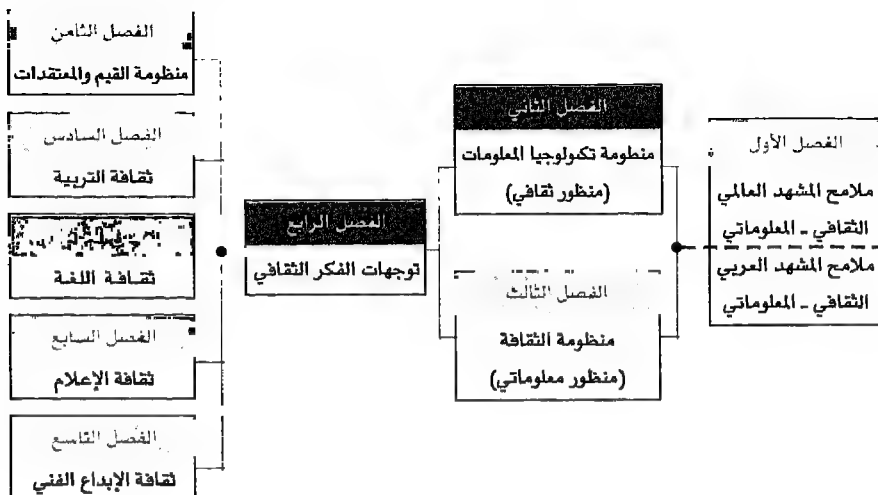 الفصل الأول
ملامح المشهد العالمي
الثقافي ـ المعلوماتي
ملامح المشهد العربي
الثقافي ـ المعلوماتي
الفصل الثاني
منظومة تكنولوجيا المعلومات
(منظور ثقافي)
الفصل الثالث
منظومة الثقافة
(منظور معلوماتي)
الفصل الرابع
توجهات الفكر الثقافي
الفصل الثامن
منظومة القيم والمعتقدات
الفصل السادس
ثقافة التربية
ثقافة اللغة
الفصل السابع
ثقافة الإعلام
الفصل التاسع
ثقافة الإبداع الفني